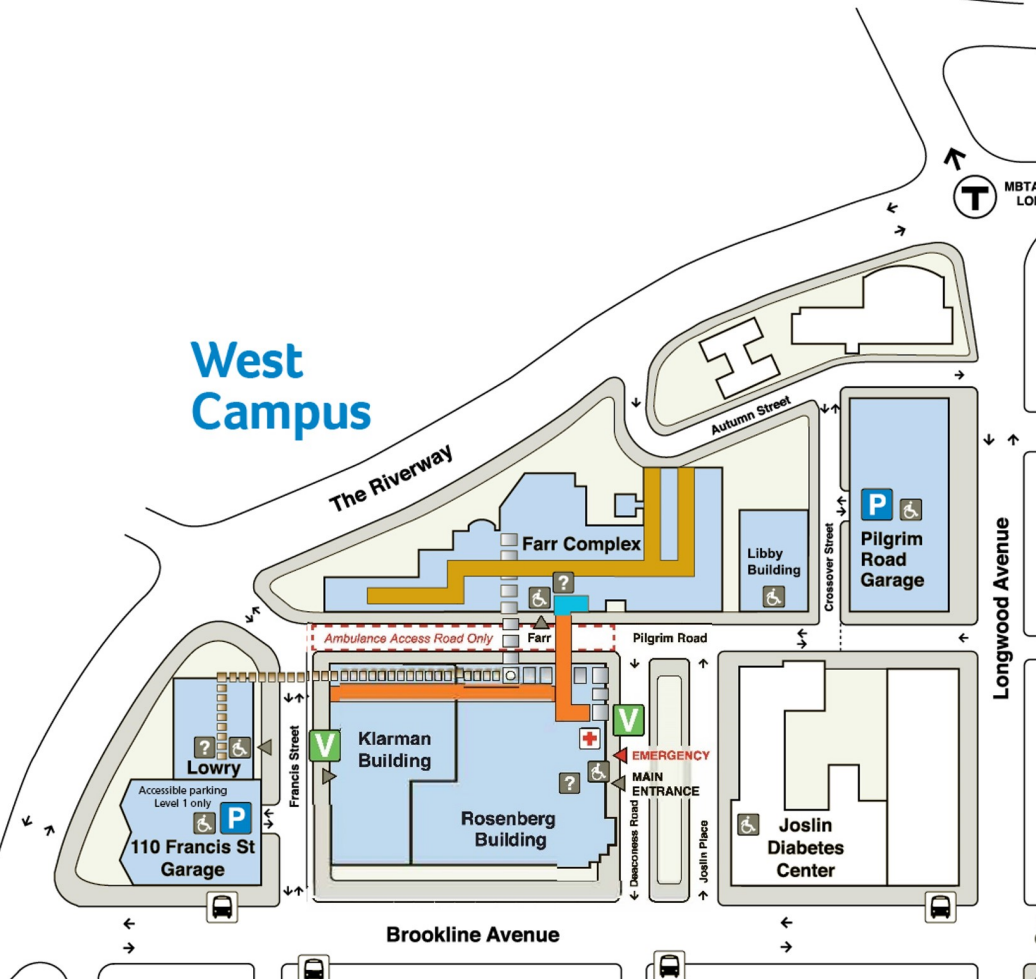 MBTA
T
West
Campus
Autumn Street
The Riverway
P
Farr Complex
Libby
Building
Crossover Street
Pilgrim
Road
Garage
Longwood Avenue
?
Ambulance Access Road Only
Farr
Pilgrim Road
V
V
Francis Street
Klarman
Building
EMERGENCY
MAIN
ENTRANCE
?
Lowry
?
Accessible parking
Level 1 only
P
110 Francis St
Garage
Rosenberg
Building
Deaconess Road
Joslin Place
Joslin
Diabetes
Center
Brookline Avenue